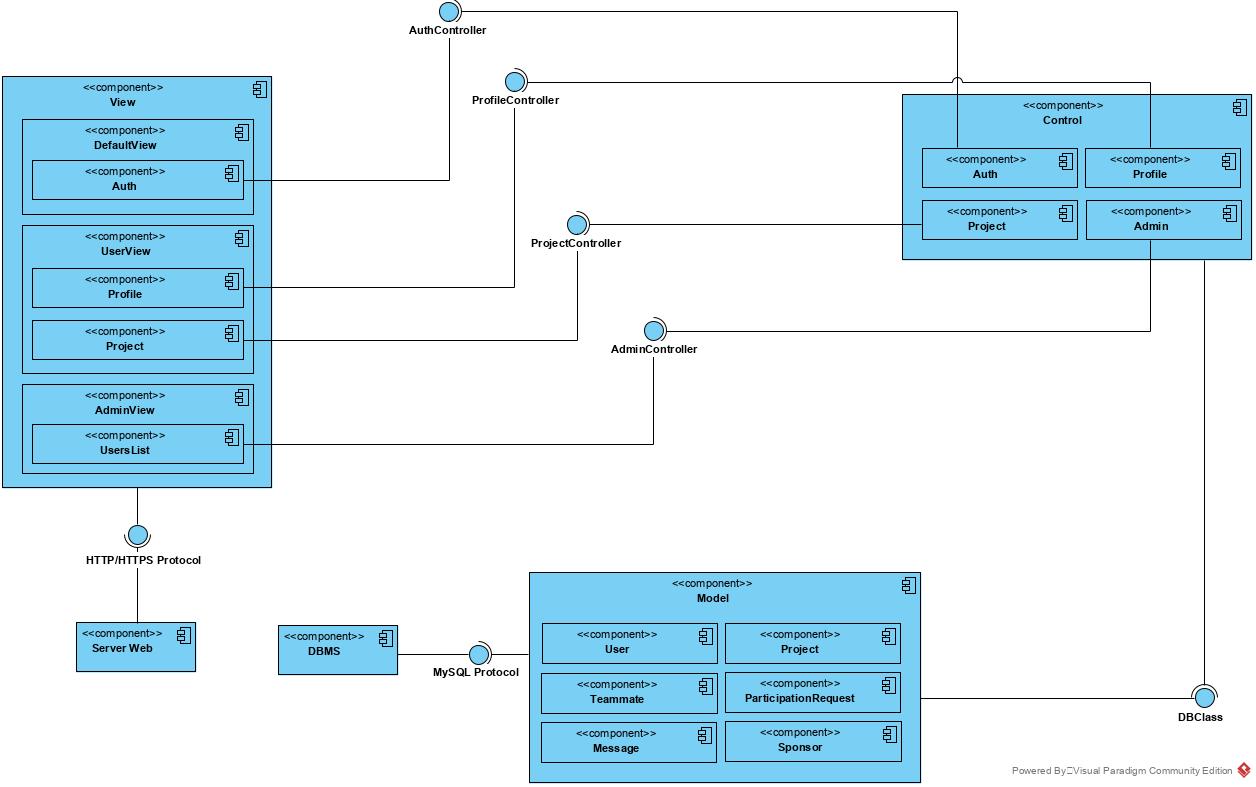 AuthController
<<component>>
View
<<component>>
DefaultView
<<component>>
Auth
<<component>>
UserView
<<component>>
Profile
<<component>>
Project
<<component>>
AdminView
<<component>>
UsersList
ProfileController
ProjectController
AdminController
<<component>>
Control
<<component>>
Auth
<<component>>
Profile
<<component>>
Project
<<component>>
Admin
HTTP/HTTPS Protocol
<<component>>
Server Web
<<component>>
DBMS
MySQL Protocol
<<component>>
Model
<<component>>
User
<<component>>
Project
<<component>>
Teammate
<<component>>
ParticipationRequest
<<component>>
Message
<<component>>
Sponsor
DBClass
Powered By Visual Paradigm Community Edition